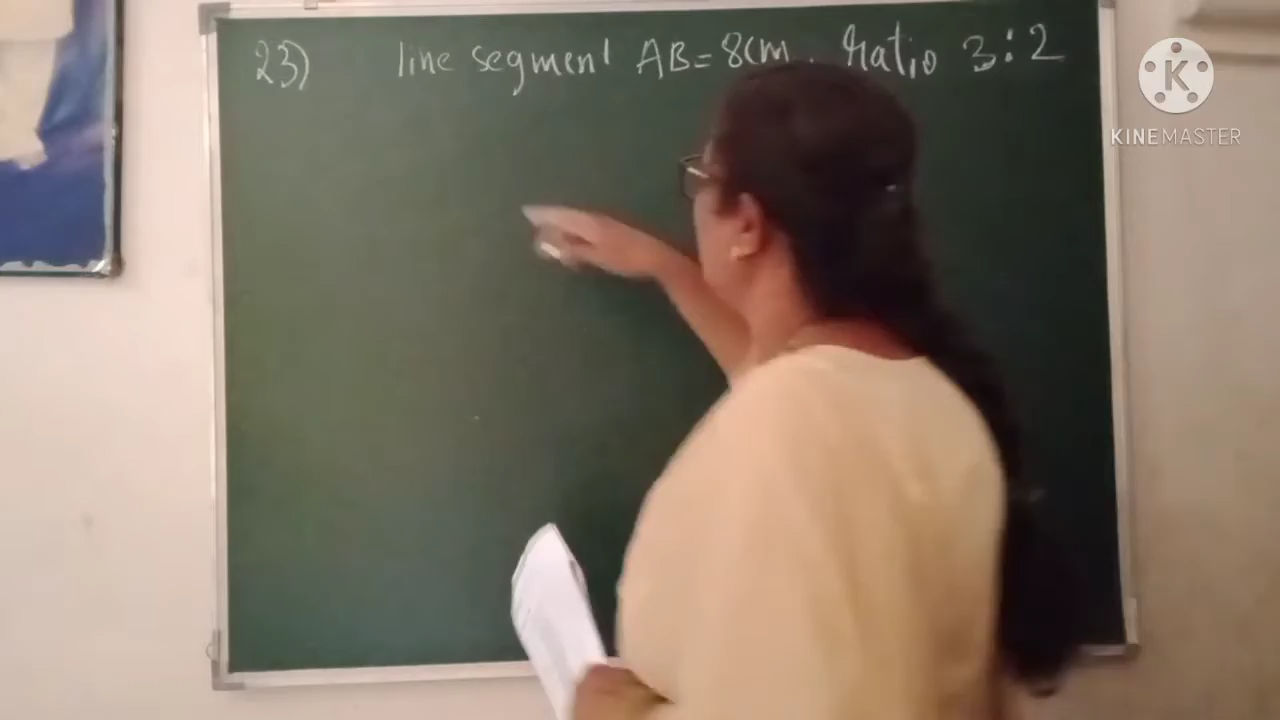 23) line segment AB = 8cm. Ratio 3:2
K
KINEMASTER